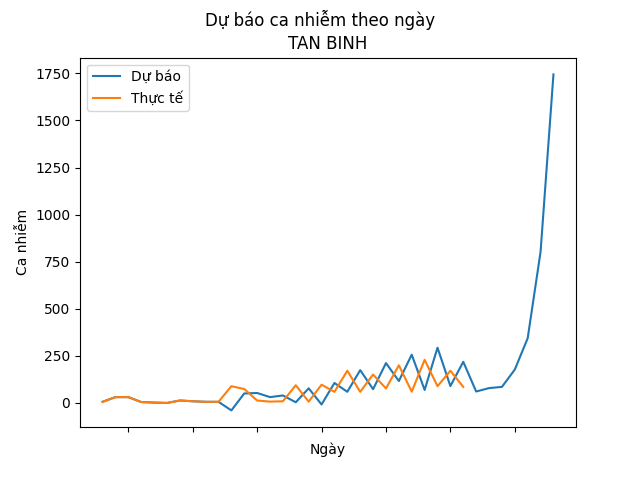 Dự báo ca nhiễm theo ngày
TAN BINH
Dự báo
Thực tế
1750
1500
1250
1000
750
500
250
0
Ca nhiễm
Ngày